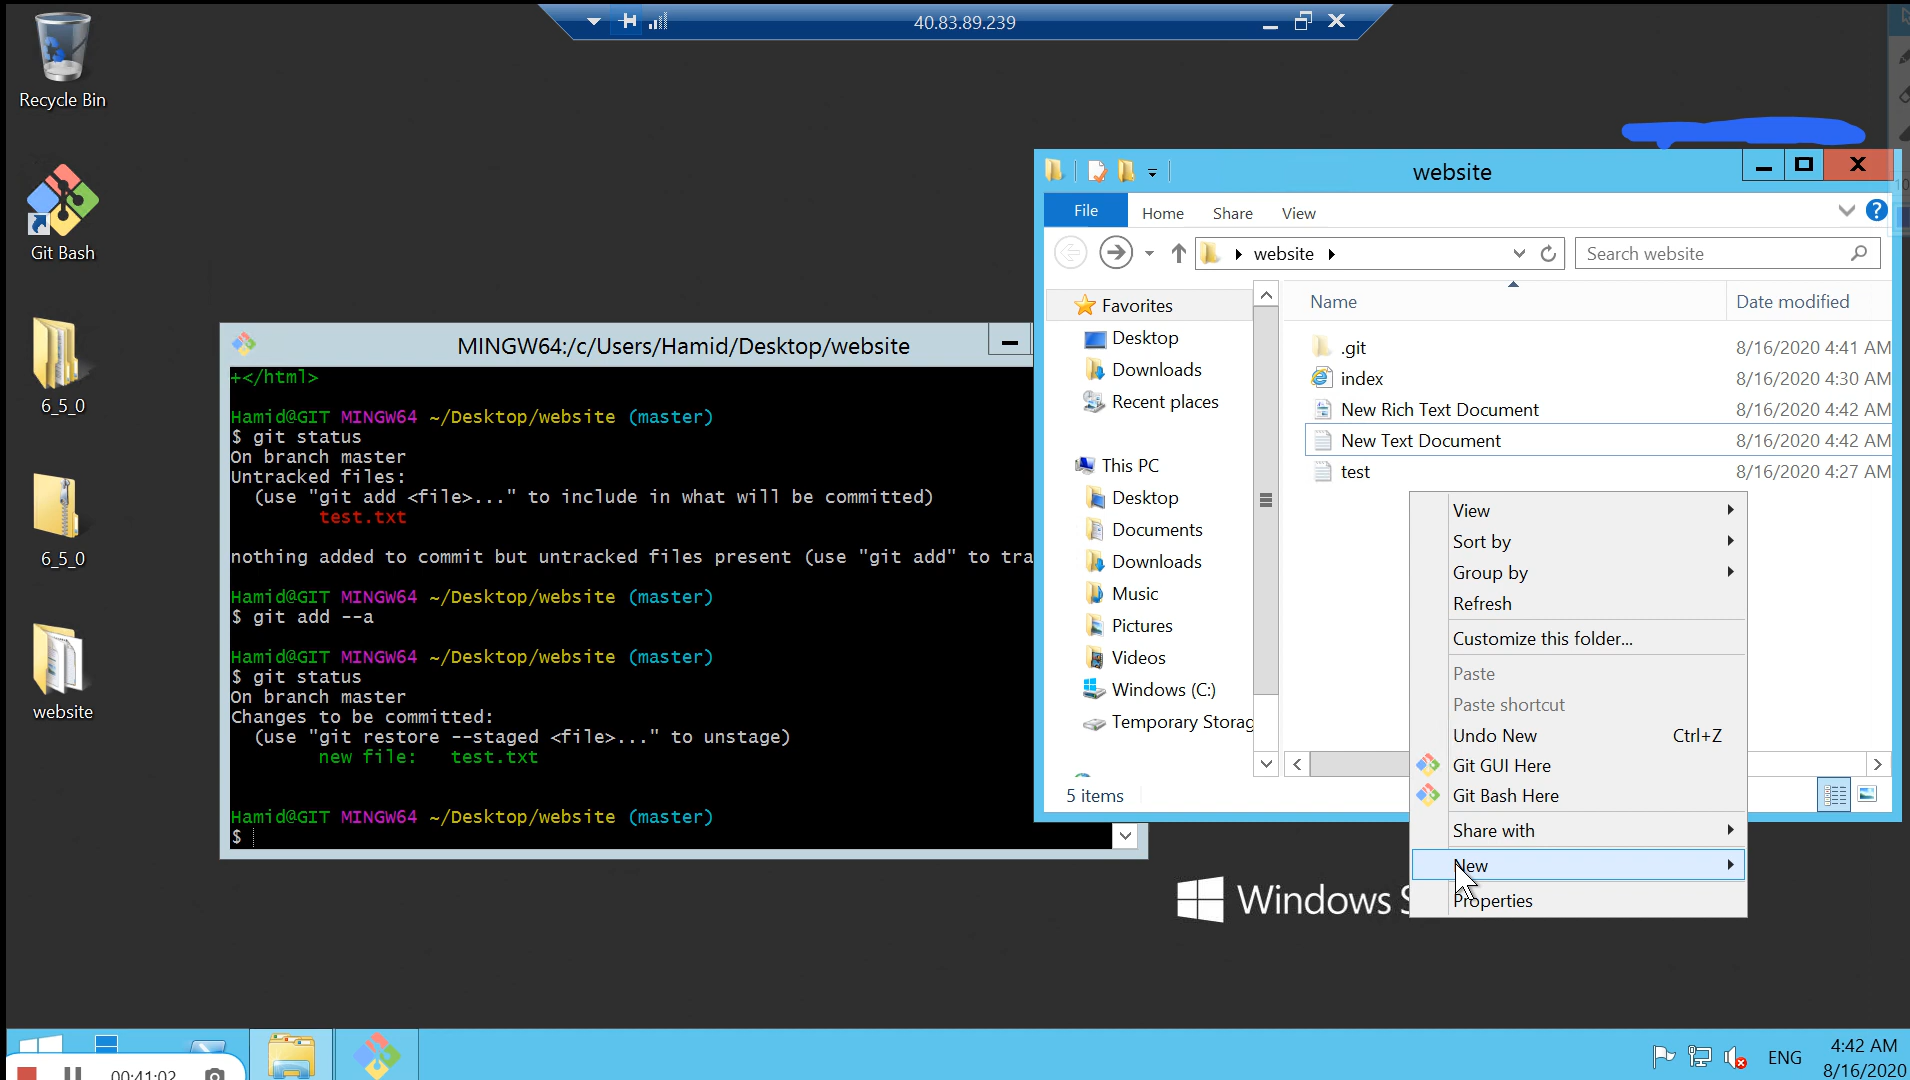 40.83.89.239
Recycle Bin
Git Bash
6_5_0
6_5_0
website
MINGW64:/c/Users/Hamid/Desktop/website
+</html>
Hamid@GIT MINGW64 ~/Desktop/website (master)
$ git status
On branch master
Untracked files:
(use "git add <file>..." to include in what will be committed)
test.txt
nothing added to commit but untracked files present (use "git add" to tra
Hamid@GIT MINGW64 ~/Desktop/website (master)
$ git add --a
Hamid@GIT MINGW64 ~/Desktop/website (master)
$ git status
On branch master
Changes to be committed:
(use "git restore --staged <file>..." to unstage)
new file:   test.txt
Hamid@GIT MINGW64 ~/Desktop/website (master)
$
website
File Home Share View
website
Search website
Name Date modified
Favorites
Desktop
Downloads
Recent places
This PC
Desktop
Documents
Downloads
Music
Pictures
Videos
Windows (C:)
Temporary Storag
.git 8/16/2020 4:41 AM
index 8/16/2020 4:30 AM
New Rich Text Document 8/16/2020 4:42 AM
New Text Document 8/16/2020 4:42 AM
test 8/16/2020 4:27 AM
5 items
View
Sort by
Group by
Refresh
Customize this folder...
Paste
Paste shortcut
Undo New Ctrl+Z
Git GUI Here
Git Bash Here
Share with
New
Properties
Windows S
00:41:02
ENG
4:42 AM
8/16/2020